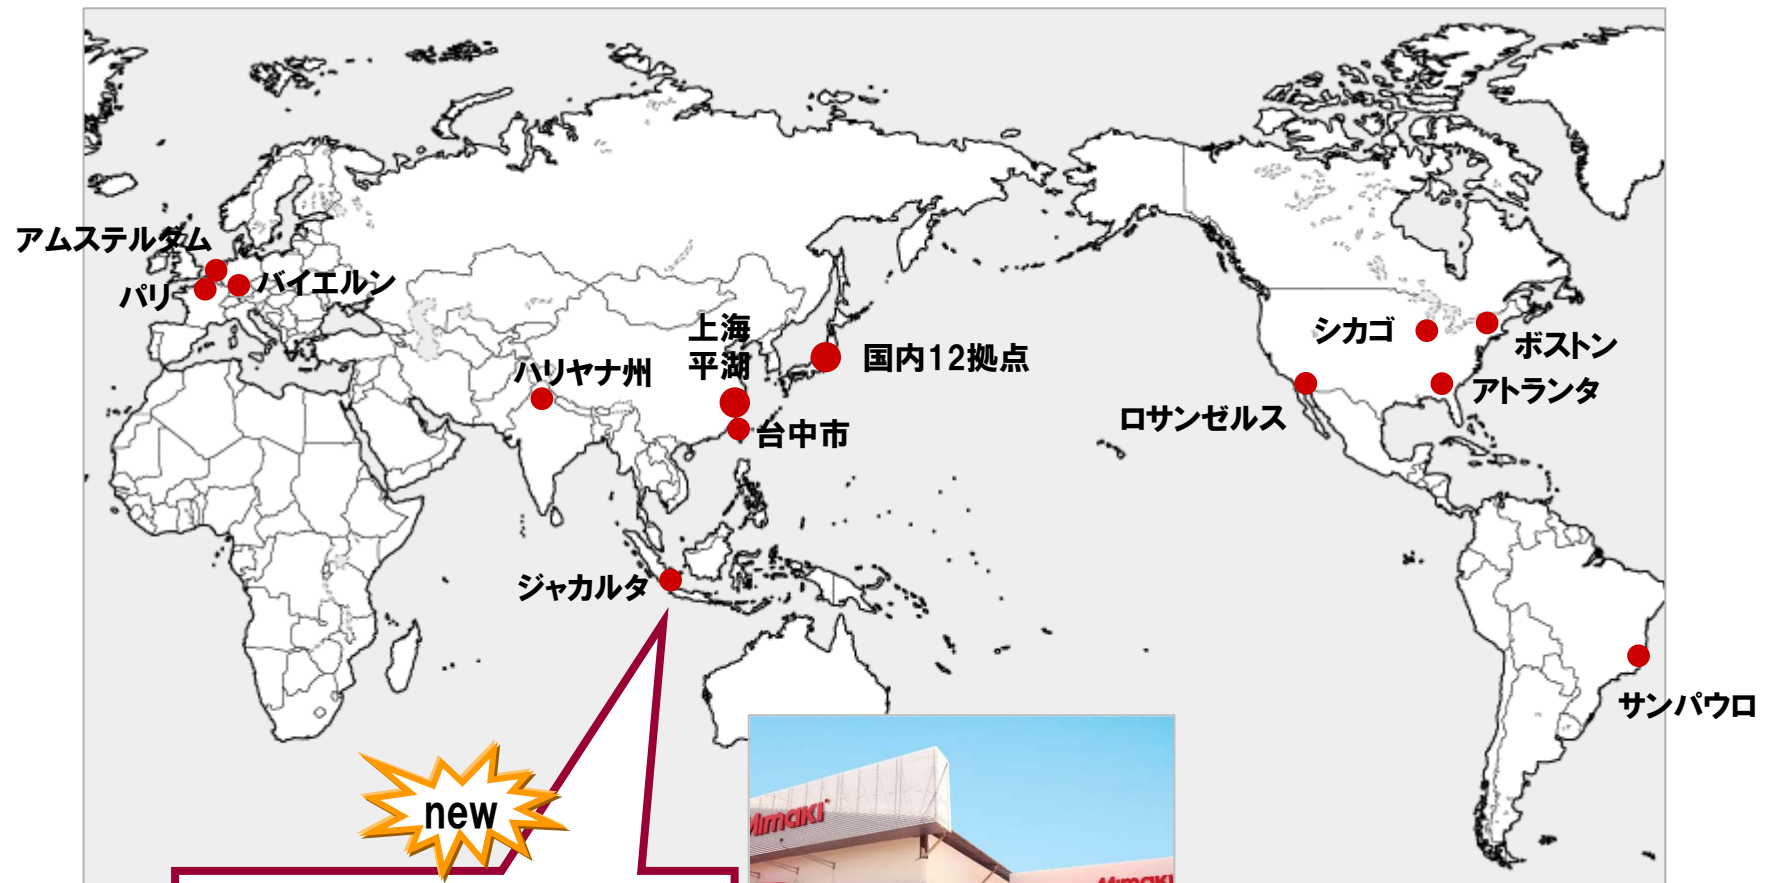 アムステルダム
パリ
バイエルン
上海
平湖
国内12拠点
ハリヤナ州
台中市
ジャカルタ
シカゴ
ボストン
アトランタ
ロサンゼルス
サンパウロ
new
Mimaki
Mimaki